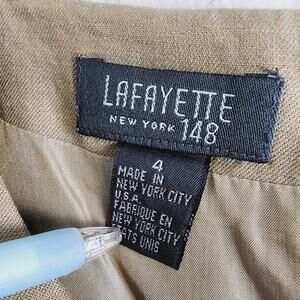 LAFAYETTE
NEW YORK 148
4
MADE IN
NEW YORK CITY
U.S.A.
FABRIQUE EN
NEW YORK CITY
ETATS UNIS